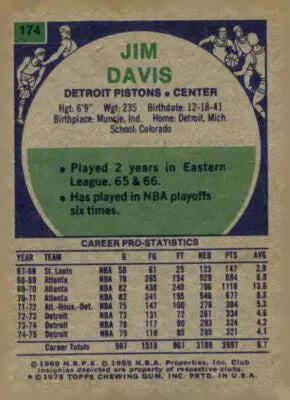 174
JIM
DAVIS
DETROIT PISTONS • CENTER
Hgt: 6'9" Wgt: 235 Birthdate: 12-18-41
Birthplace: Muncie, Ind. Home: Detroit, Mich.
School: Colorado
• Played 2 years in Eastern
League, 65 & 66.
• Has played in NBA playoffs
six times.
CAREER PRO-STATISTICS
YEAR TEAM G FG FT REB. PTS AVG
67-68 St. Louis NBA 50 61 25 123 147 2.9
68-69 Atlanta NBA 78 265 154 529 684 8.8
69-70 Atlanta NBA 82 438 240 796 1116 13.6
70-71 Atlanta NBA 82 241 195 546 677 8.3
71-72 Atl.-Hous.-Det. NBA 75 147 100 276 394
72-73 Detroit NBA 73 131 72 261 334 4.6
73-74 Detroit NBA 78 117 90 293 324
74-75 Detroit NBA 79 118 85 321 4.1
Career Totals 597 1518 961 3109 3997 6.7
© 1969 N.B.P.A. © 1969 N.B.A. Properties, Inc. Club
insignias depicted are property of respective clubs.
© 1975 TOPPS CHEWING GUM, INC. PRTD. IN U.S.A.